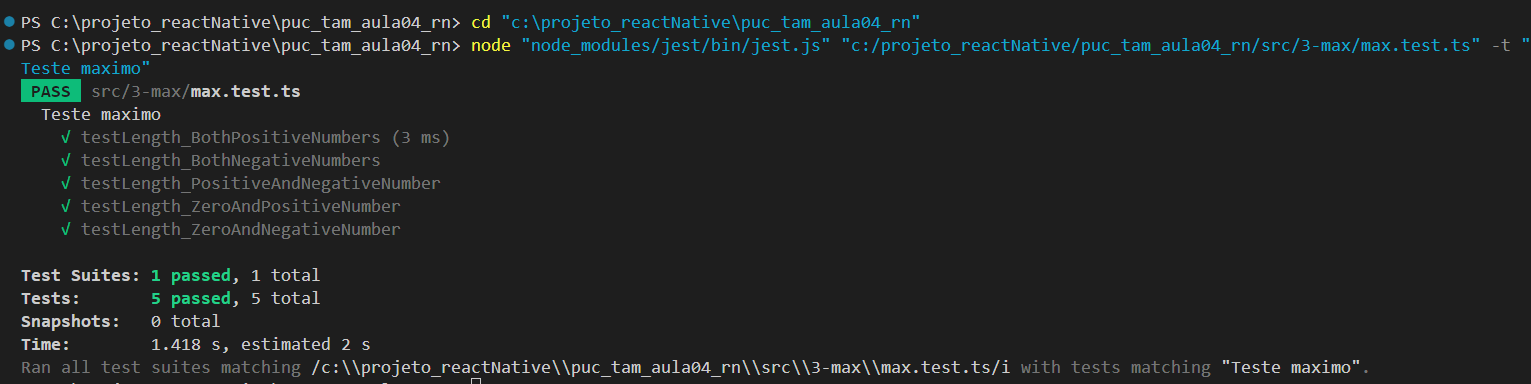 PS C:\projeto_reactNative\puc_tam_aula04_rn> cd "c:\projeto_reactNative\puc_tam_aula04_rn"
PS C:\projeto_reactNative\puc_tam_aula04_rn> node "node_modules/jest/bin/jest.js" "c:/projeto_reactNative/puc_tam_aula04_rn/src/3-max/max.test.ts" -t "
Teste maximo"
PASS src/3-max/max.test.ts
Teste maximo
√ testLength_BothPositiveNumbers (3 ms)
√ testLength_BothNegativeNumbers
√ testLength_PositiveAndNegativeNumber
√ testLength_ZeroAndPositiveNumber
√ testLength_ZeroAndNegativeNumber
Test Suites: 1 passed, 1 total
Tests: 5 passed, 5 total
Snapshots: 0 total
Time: 1.418 s, estimated 2 s
Ran all test suites matching /c:\\projeto_reactNative\\puc_tam_aula04_rn\\src\\3-max\\max.test.ts/i with tests matching "Teste maximo".